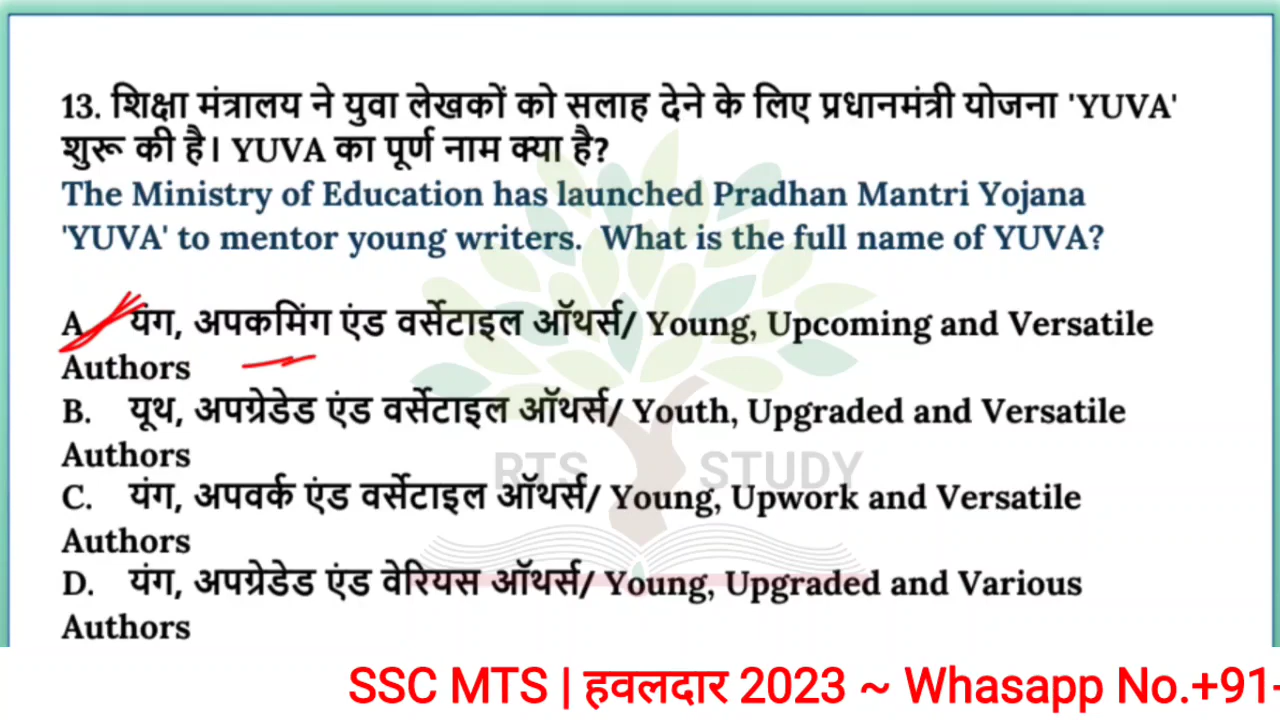 13. शिक्षा मंत्रालय ने युवा लेखकों को सलाह देने के लिए प्रधानमंत्री योजना 'YUVA'
शुरू की है। YUVA का पूर्ण नाम क्या है?
The Ministry of Education has launched Pradhan Mantri Yojana
'YUVA' to mentor young writers. What is the full name of YUVA?
A यंग, अपकमिंग एंड वर्सेटाइल ऑथर्स/ Young, Upcoming and Versatile
Authors
B. यूथ, अपग्रेडेड एंड वर्सेटाइल ऑथर्स/ Youth, Upgraded and Versatile
Authors
RTS STUDY
C. यंग, अपवर्क एंड वर्सेटाइल ऑथर्स/ Young, Upwork and Versatile
Authors
D. यंग, अपग्रेडेड एंड वेरियस ऑथर्स/ Young, Upgraded and Various
Authors
SSC MTS | हवलदार 2023 ~ Whasapp No.+91-